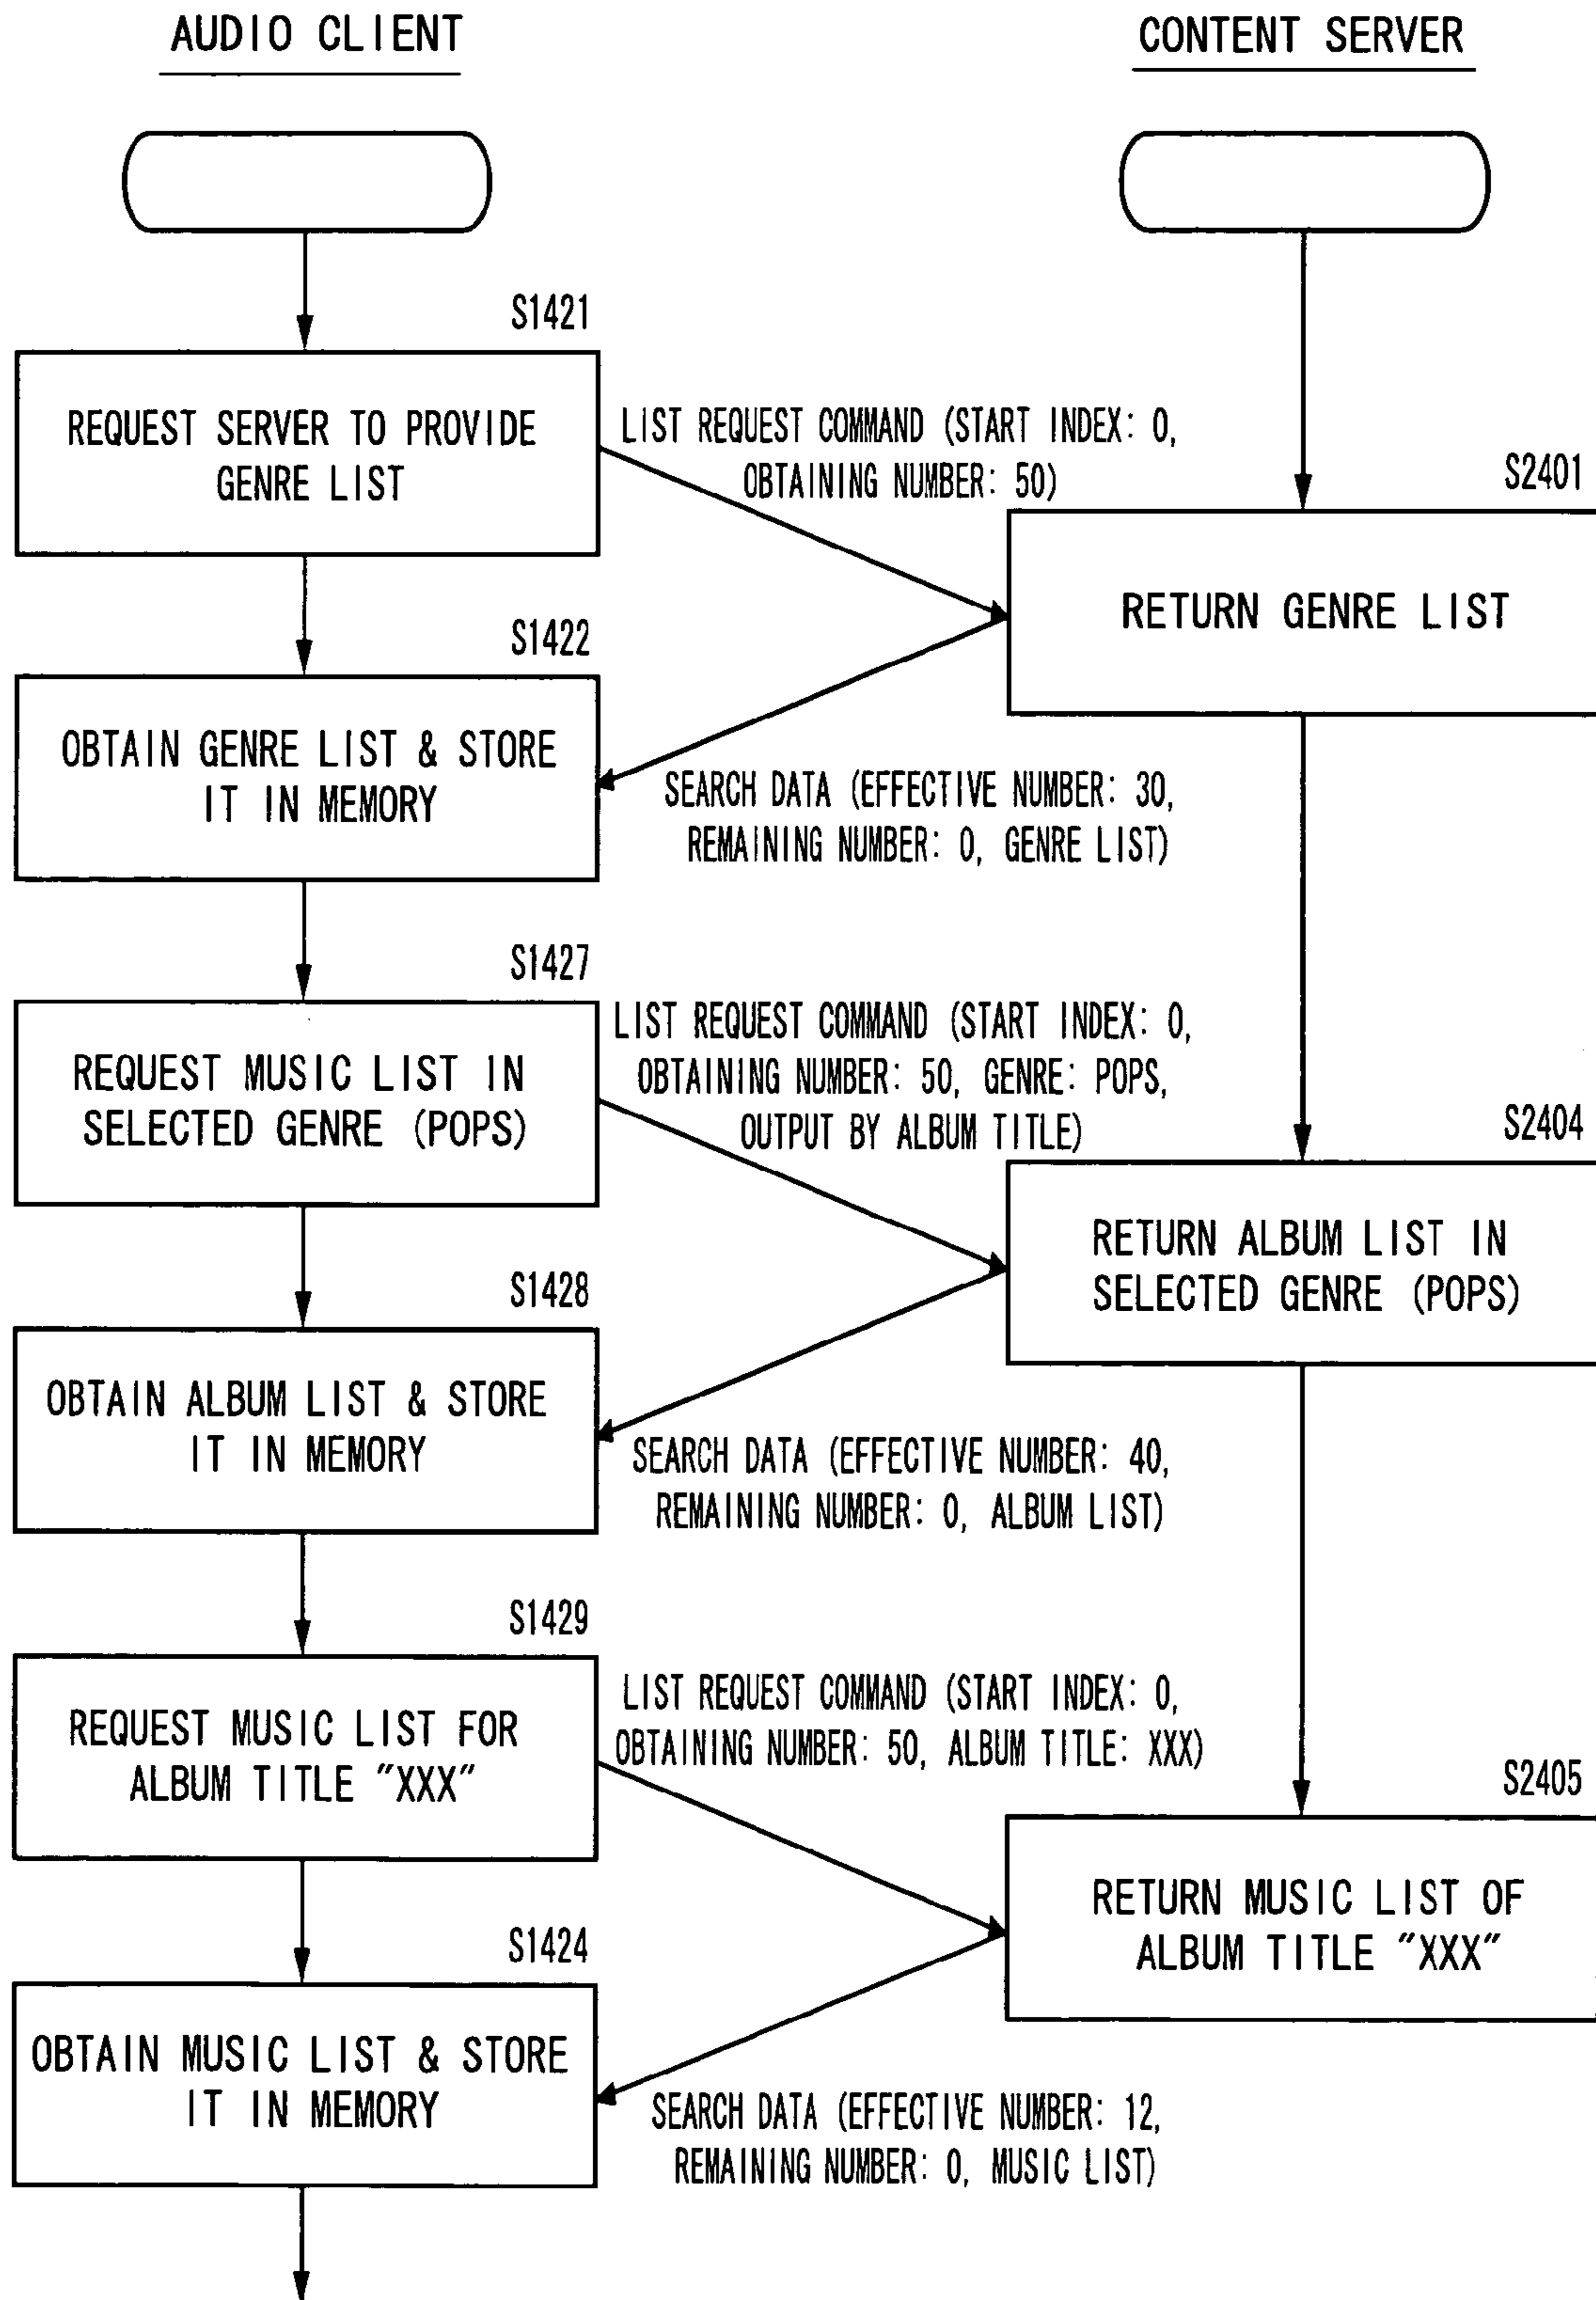 AUDIO CLIENT
CONTENT SERVER
S1421
REQUEST SERVER TO PROVIDE
GENRE LIST
LIST REQUEST COMMAND (START INDEX: 0,
OBTAINING NUMBER: 50)
S2401
RETURN GENRE LIST
S1422
OBTAIN GENRE LIST & STORE
IT IN MEMORY
SEARCH DATA (EFFECTIVE NUMBER: 30,
REMAINING NUMBER: 0, GENRE LIST)
S1427
REQUEST MUSIC LIST IN
SELECTED GENRE (POPS)
LIST REQUEST COMMAND (START INDEX: 0,
OBTAINING NUMBER: 50, GENRE: POPS,
OUTPUT BY ALBUM TITLE)
S2404
RETURN ALBUM LIST IN
SELECTED GENRE (POPS)
S1428
OBTAIN ALBUM LIST & STORE
IT IN MEMORY
SEARCH DATA (EFFECTIVE NUMBER: 40,
REMAINING NUMBER: 0, ALBUM LIST)
S1429
REQUEST MUSIC LIST FOR
ALBUM TITLE "XXX"
LIST REQUEST COMMAND (START INDEX: 0,
OBTAINING NUMBER: 50, ALBUM TITLE: XXX)
S2405
RETURN MUSIC LIST OF
ALBUM TITLE "XXX"
S1424
OBTAIN MUSIC LIST & STORE
IT IN MEMORY
SEARCH DATA (EFFECTIVE NUMBER: 12,
REMAINING NUMBER: 0, MUSIC LIST)